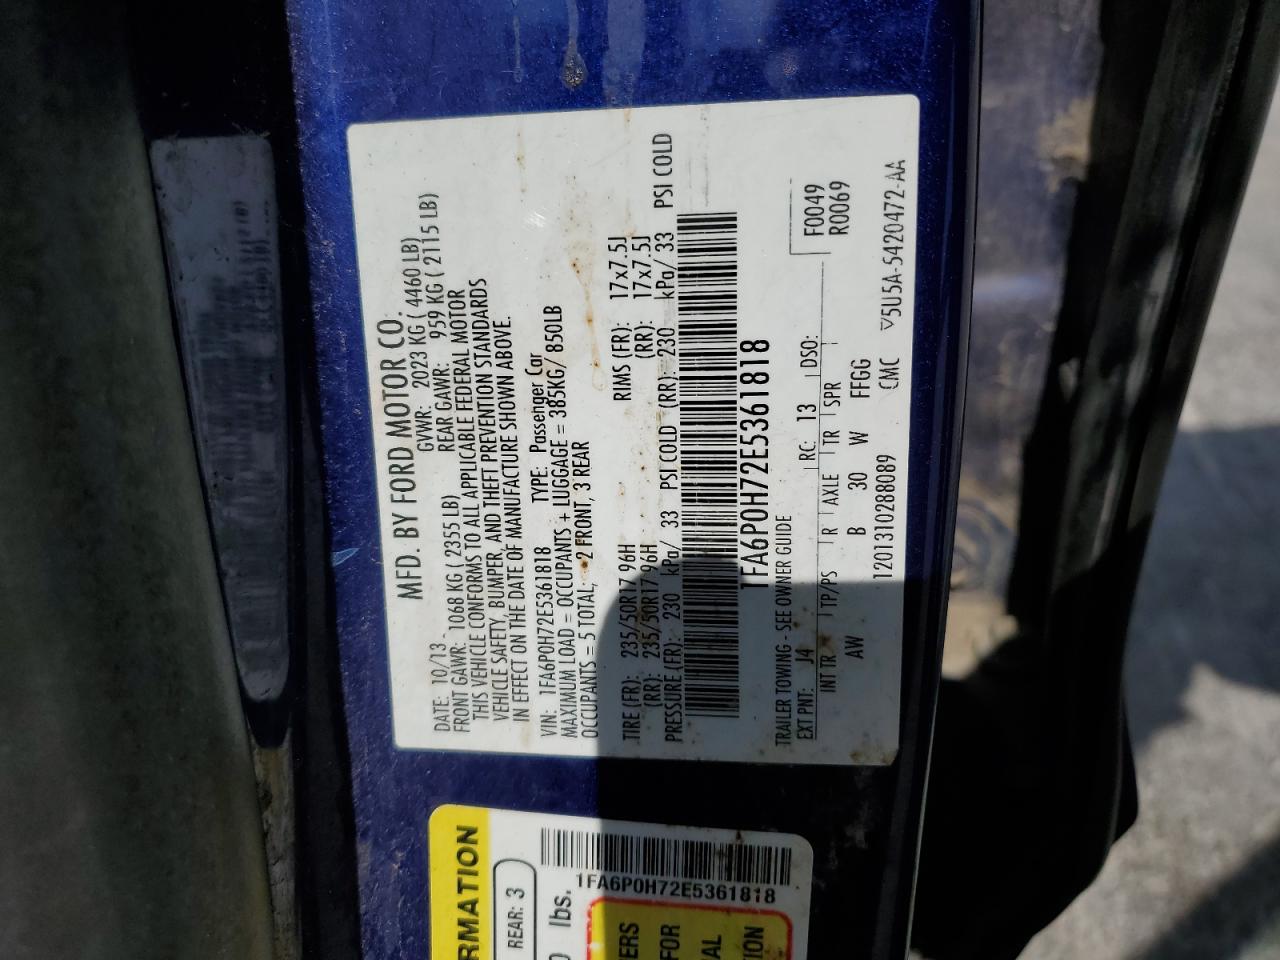 MFD. BY FORD MOTOR CO.
DATE: 10/13 GVWR: 2023 KG ( 4460 LB)
FRONT GAWR: 1068 KG ( 2355 LB) REAR GAWR: 959 KG ( 2115 LB)
THIS VEHICLE CONFORMS TO ALL APPLICABLE FEDERAL MOTOR
VEHICLE SAFETY, BUMPER, AND THEFT PREVENTION STANDARDS
IN EFFECT ON THE DATE OF MANUFACTURE SHOWN ABOVE.
VIN: 1FA6P0H72E5361818 TYPE: Passenger Car
MAXIMUM LOAD = OCCUPANTS + LUGGAGE = 385KG/ 850LB
OCCUPANTS = 5 TOTAL, 2 FRONT, 3 REAR
TIRE (FR): 235/50R17 96H RIMS (FR): 17x7.5J
(RR): 235/50R17 96H (RR): 17x7.5J
PRESSURE (FR): 230 kPa/ 33 PSI COLD (RR): 230 kPa/ 33 PSI COLD
1FA6P0H72E5361818
TRAILER TOWING - SEE OWNER GUIDE F0049
EXT PNT: J4 RC: 13 DSO: R0069
INT TR TP/PS R AXLE TR SPR
AW B 30 W FFGG
12013102880​89 CMC V5U5A-5420472-AA
RMATION
REAR: 3
lbs.
1FA6P0H72E5361818